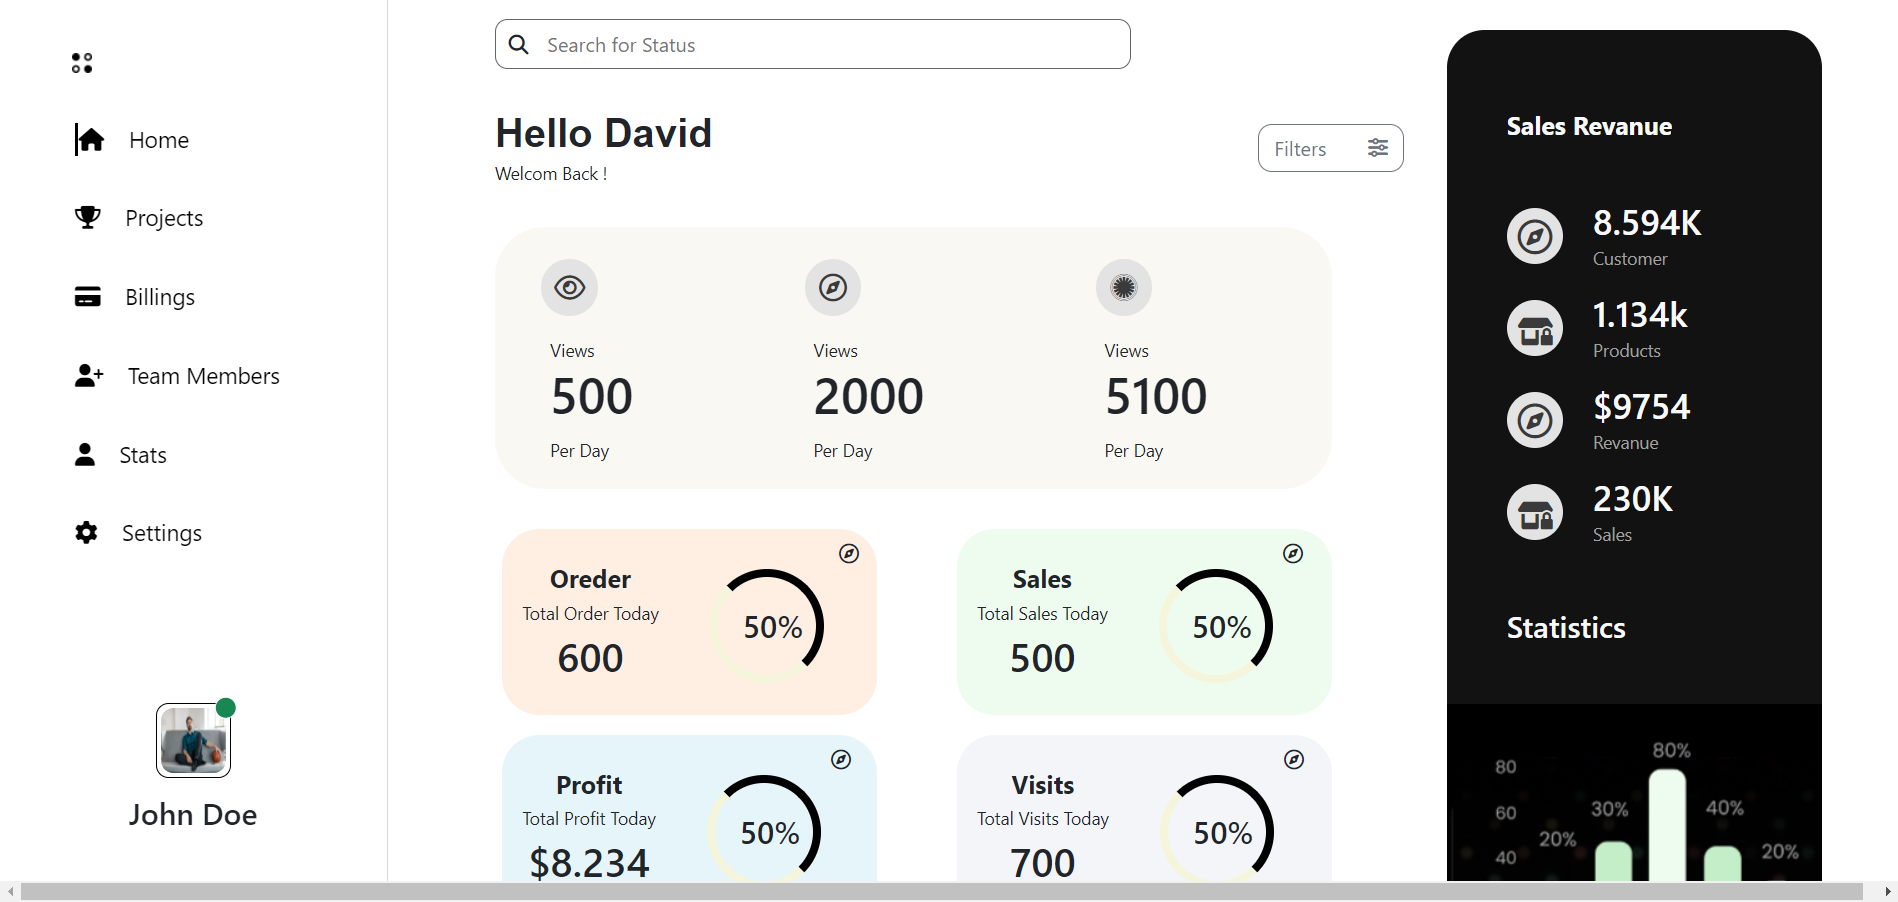 Home
Projects
Billings
Team Members
Stats
Settings
John Doe
Search for Status
Hello David
Welcom Back !
Filters
Views
500
Per Day
Views
2000
Per Day
Views
5100
Per Day
Oreder
Total Order Today
600
50%
Sales
Total Sales Today
500
50%
Profit
Total Profit Today
$8.234
50%
Visits
Total Visits Today
700
50%
Sales Revanue
8.594K
Customer
1.134k
Products
$9754
Revanue
230K
Sales
Statistics
80
60
40
20%
30%
80%
40%
20%